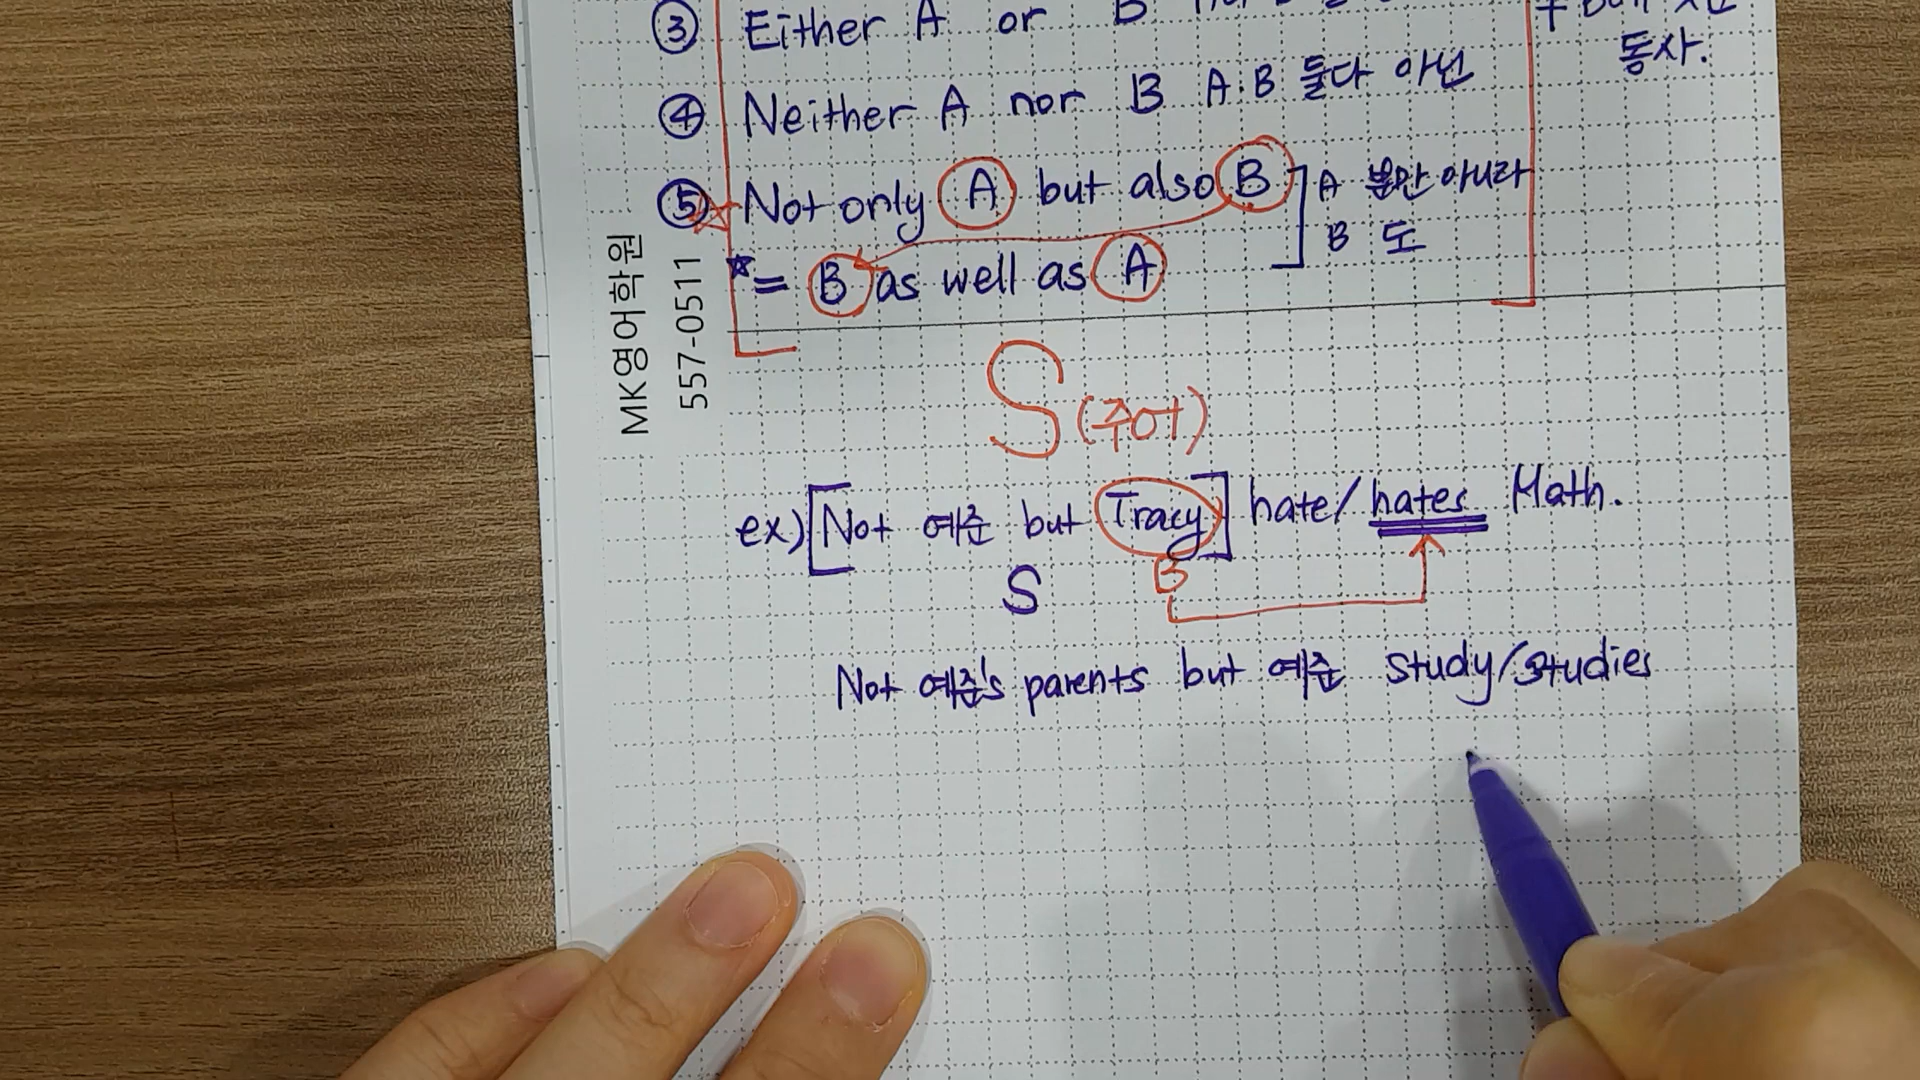 ③ Either A or B
동사.
④ Neither A nor B A.B 둘다 아닌
⑤ Not only A but also B A 뿐만 아니라
B 도
*= B as well as A
MK영어학원
557-0511
S (주어)
ex) [Not 예준 but Tracy] hate/hates Math.
S B
Not 예준's parents but 예준 study/studies